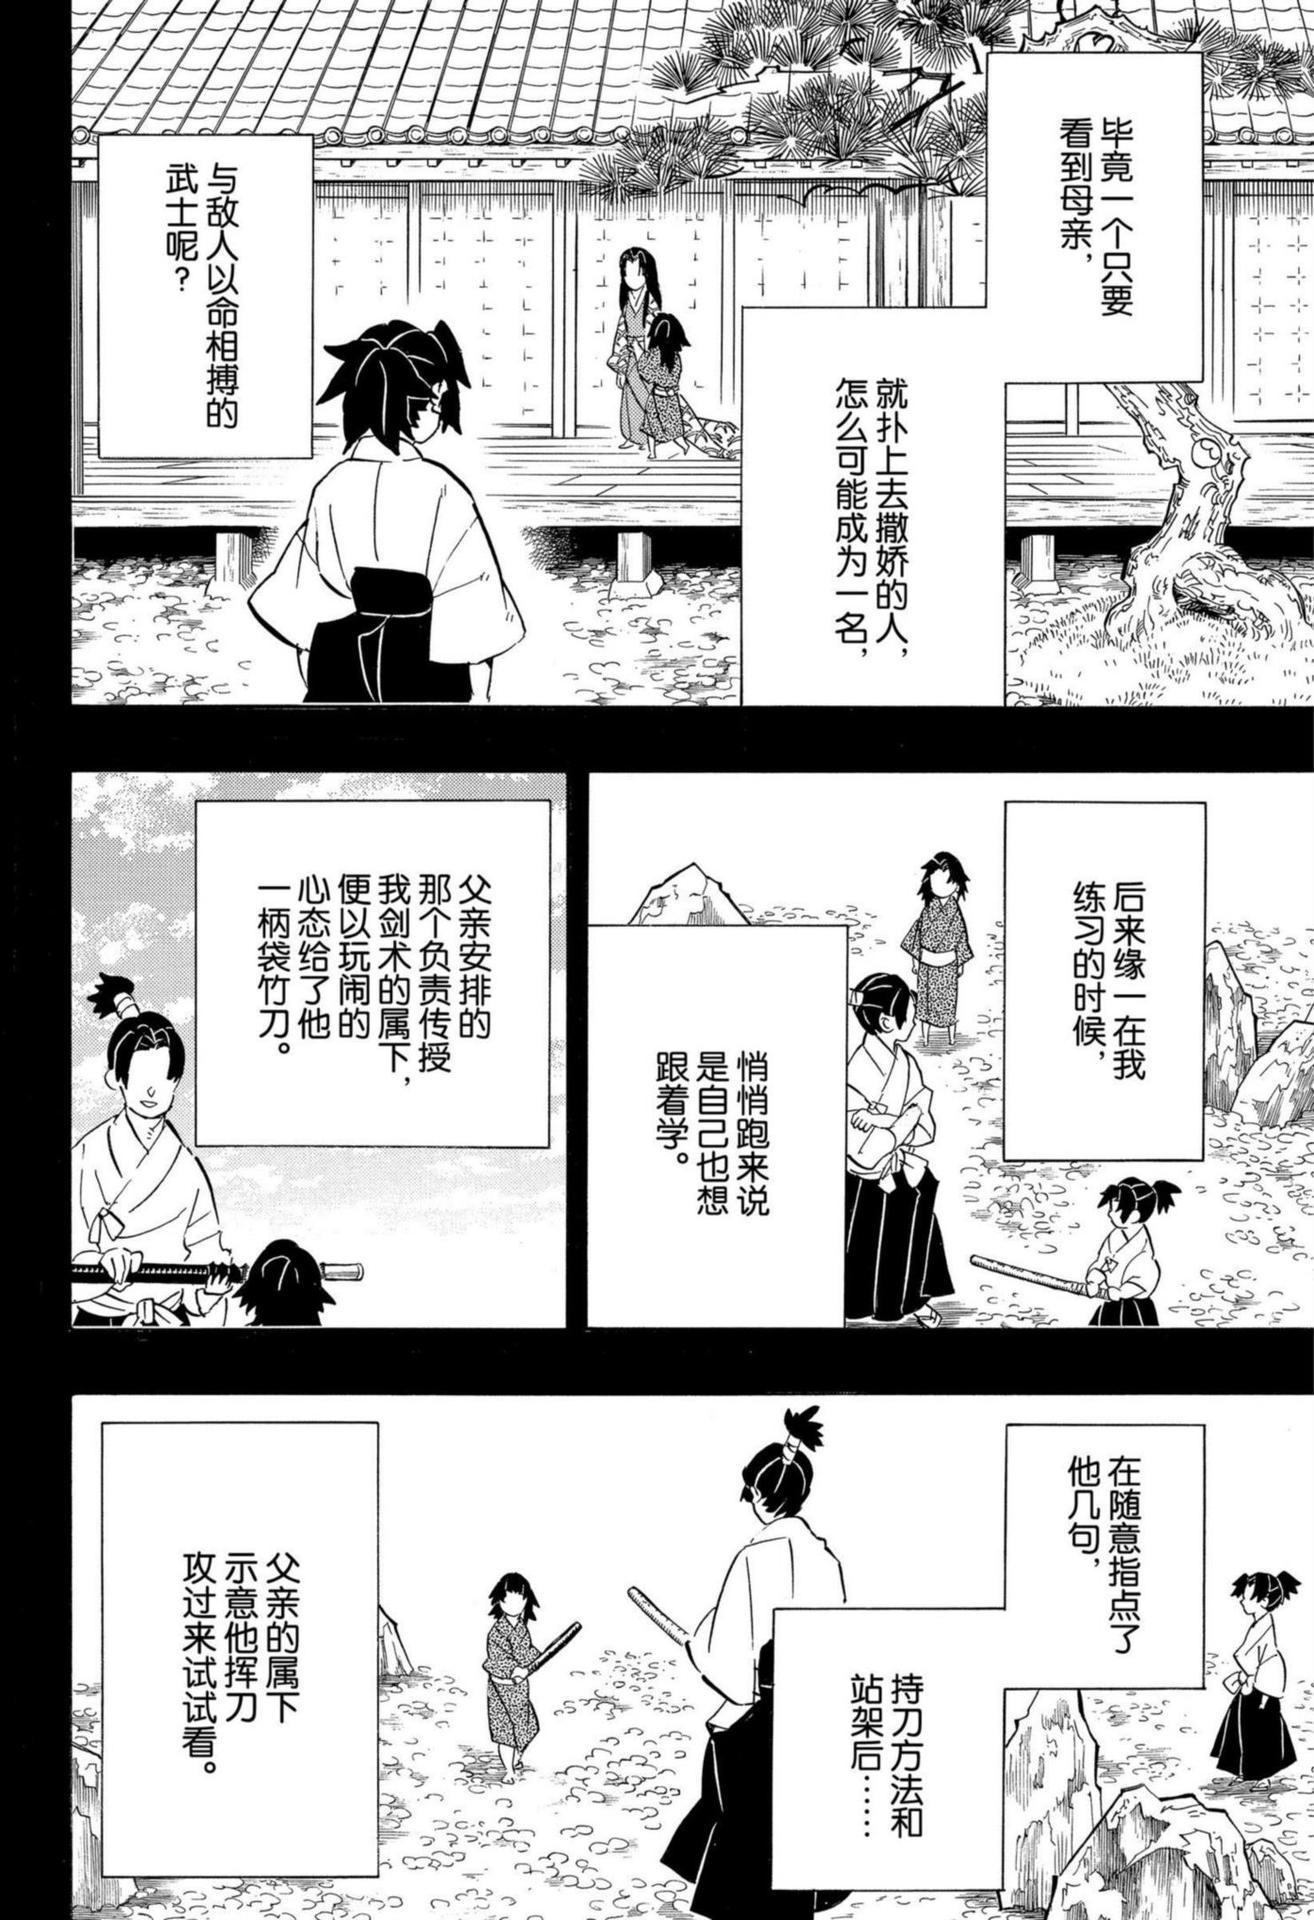 毕竟一个只要
看到母亲，
就扑上去撒娇的人，
怎么可能成为一名，
与敌人以命相搏的
武士呢？
后来缘一在我
练习的时候，
悄悄跑来说
是自己也想
跟着学。
父亲安排的
那个负责传授
我剑术的属下，
便以玩闹的
心态给了他
一柄袋竹刀。
在随意指点了
他几句，
持刀方法和
站架后……
父亲的属下
示意他挥刀
攻过来试试看。